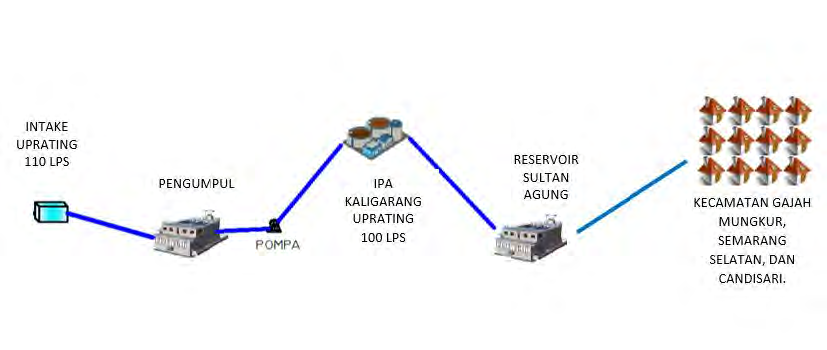 INTAKE
UPRATING
110 LPS
PENGUMPUL
POMPA
IPA
KALIGARANG
UPRATING
100 LPS
RESERVOIR
SULTAN
AGUNG
KECAMATAN GAJAH
MUNGKUR,
SEMARANG
SELATAN, DAN
CANDISARI.